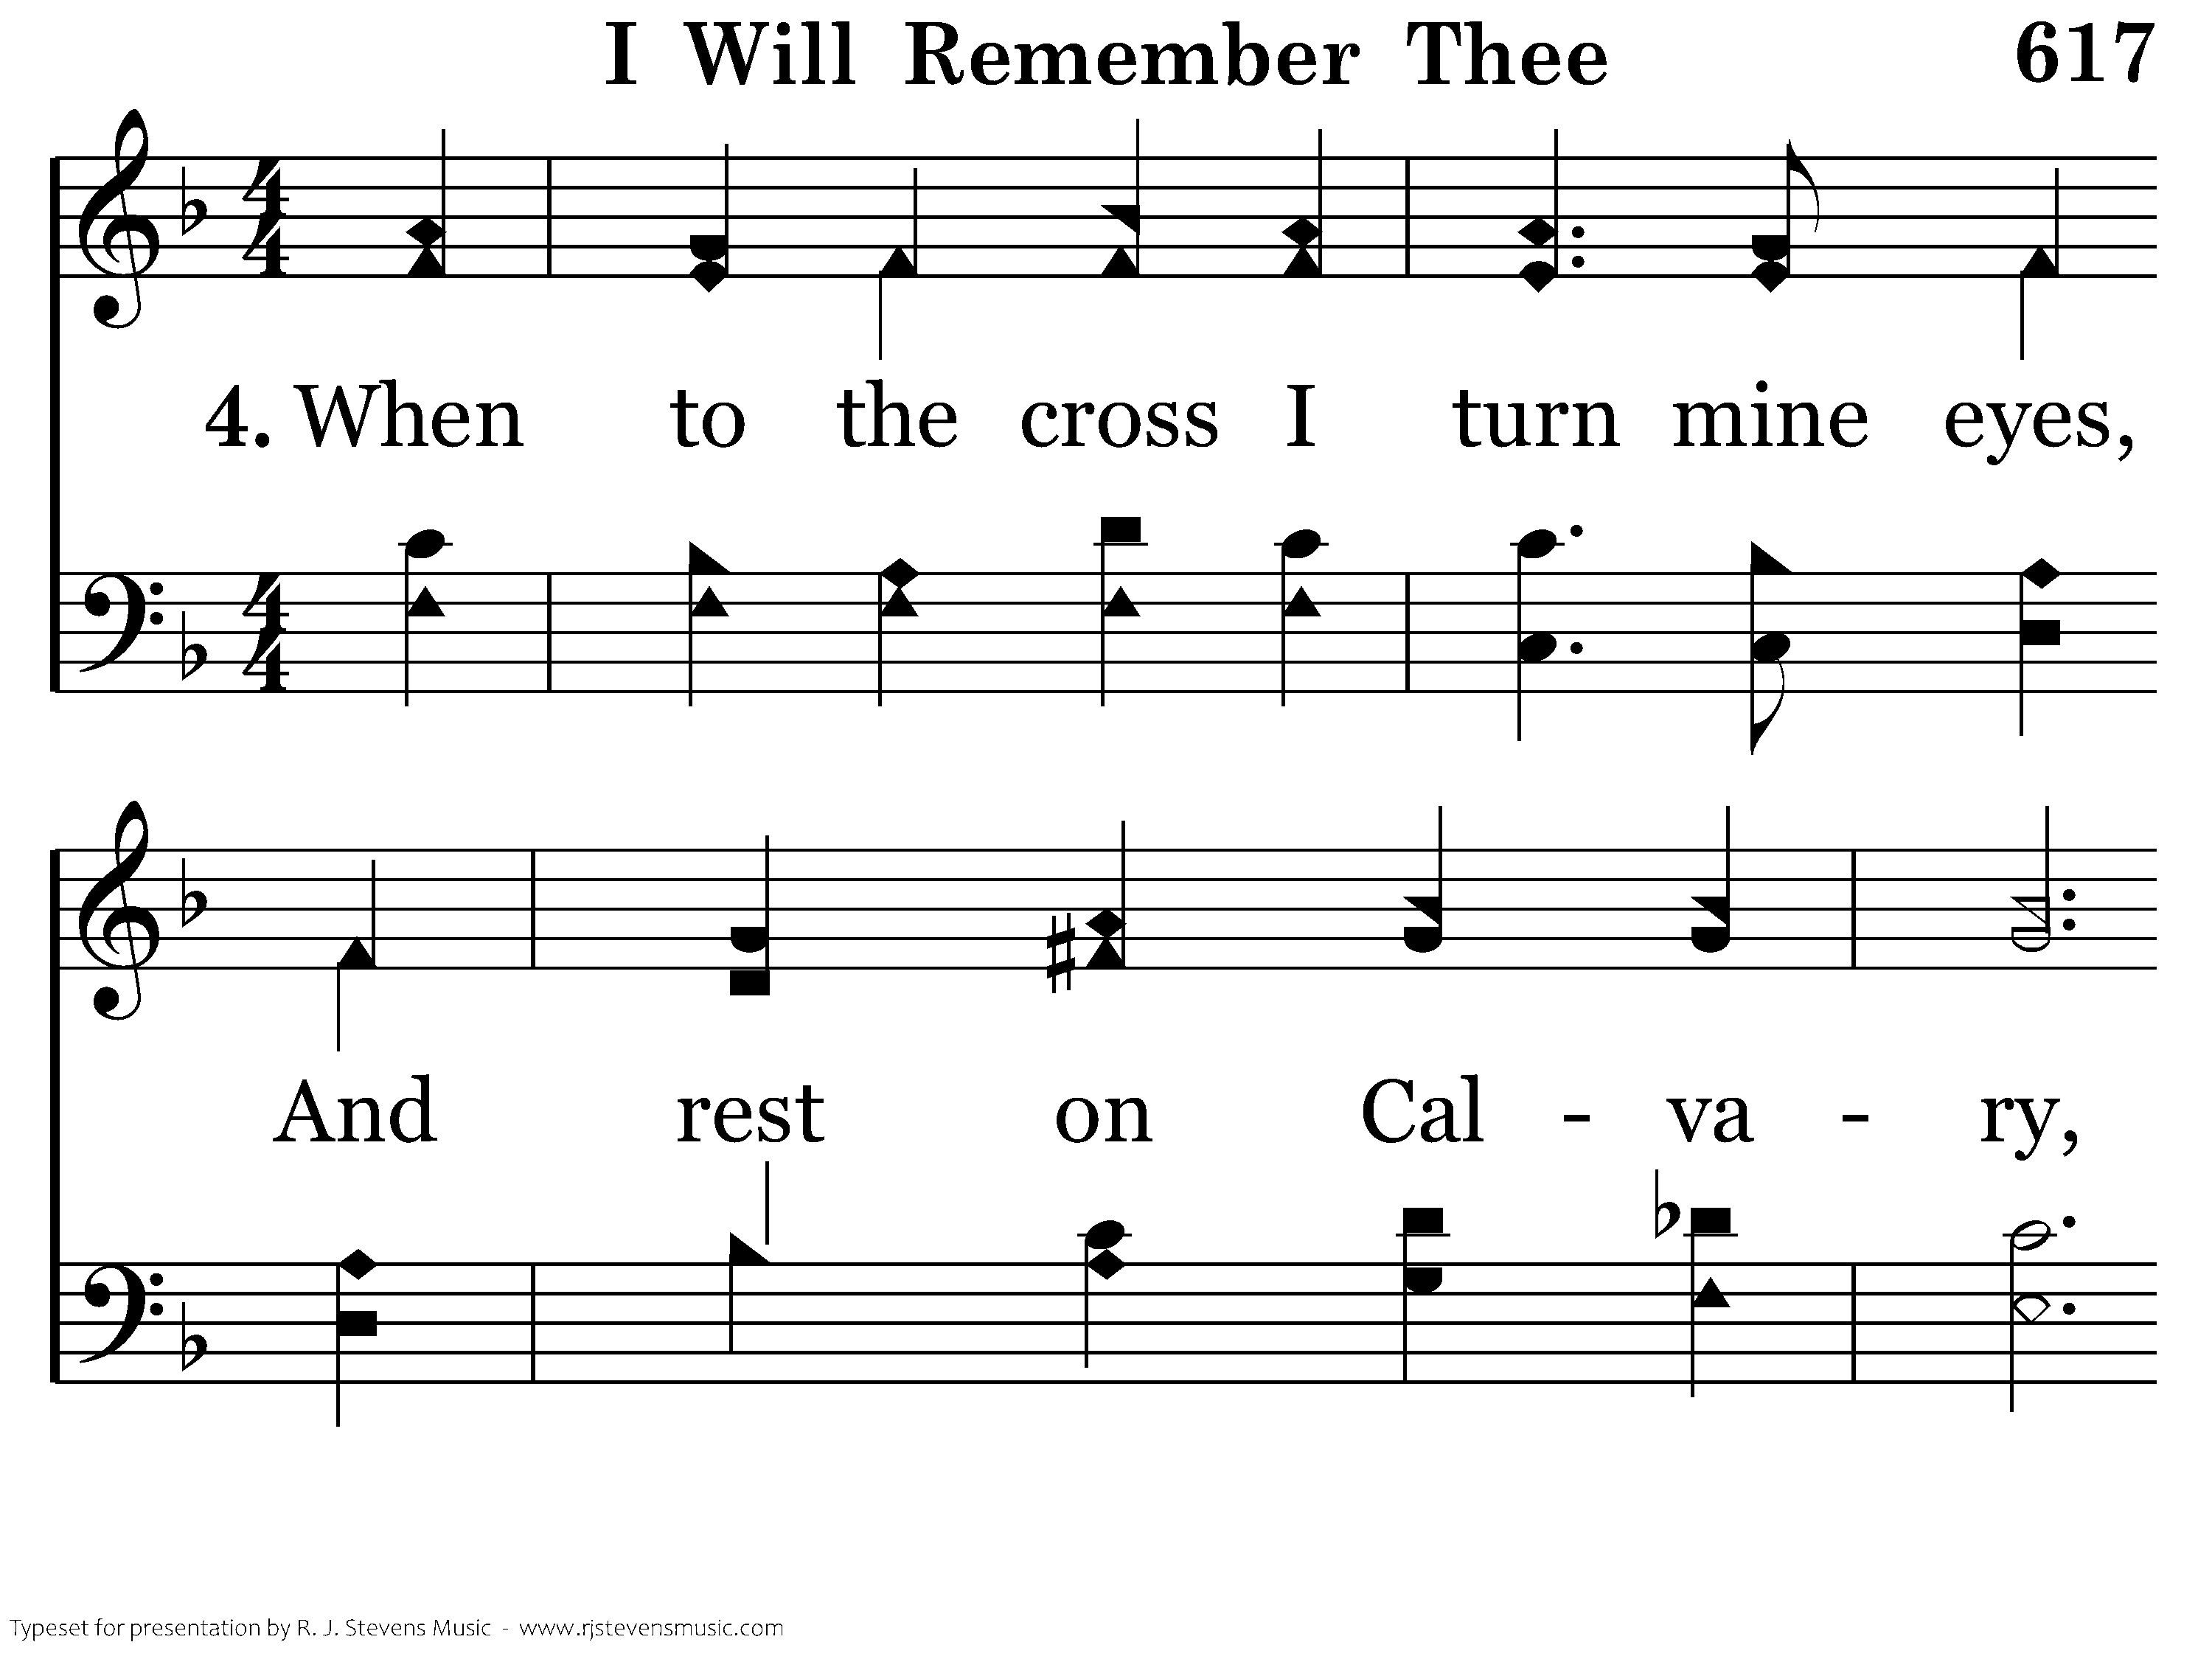 I Will Remember Thee 617
4. When to the cross I turn mine eyes,
And rest on Cal - va - ry,
Typeset for presentation by R. J. Stevens Music - www.rjstevensmusic.com